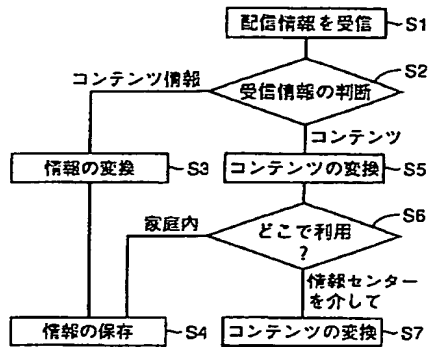 配信情報を受信
S1
S2
コンテンツ情報
受信情報の判断
コンテンツ
情報の変換
S3
コンテンツの変換
S5
S6
家庭内
どこで利用
?
情報センター
を介して
情報の保存
S4
コンテンツの変換
S7